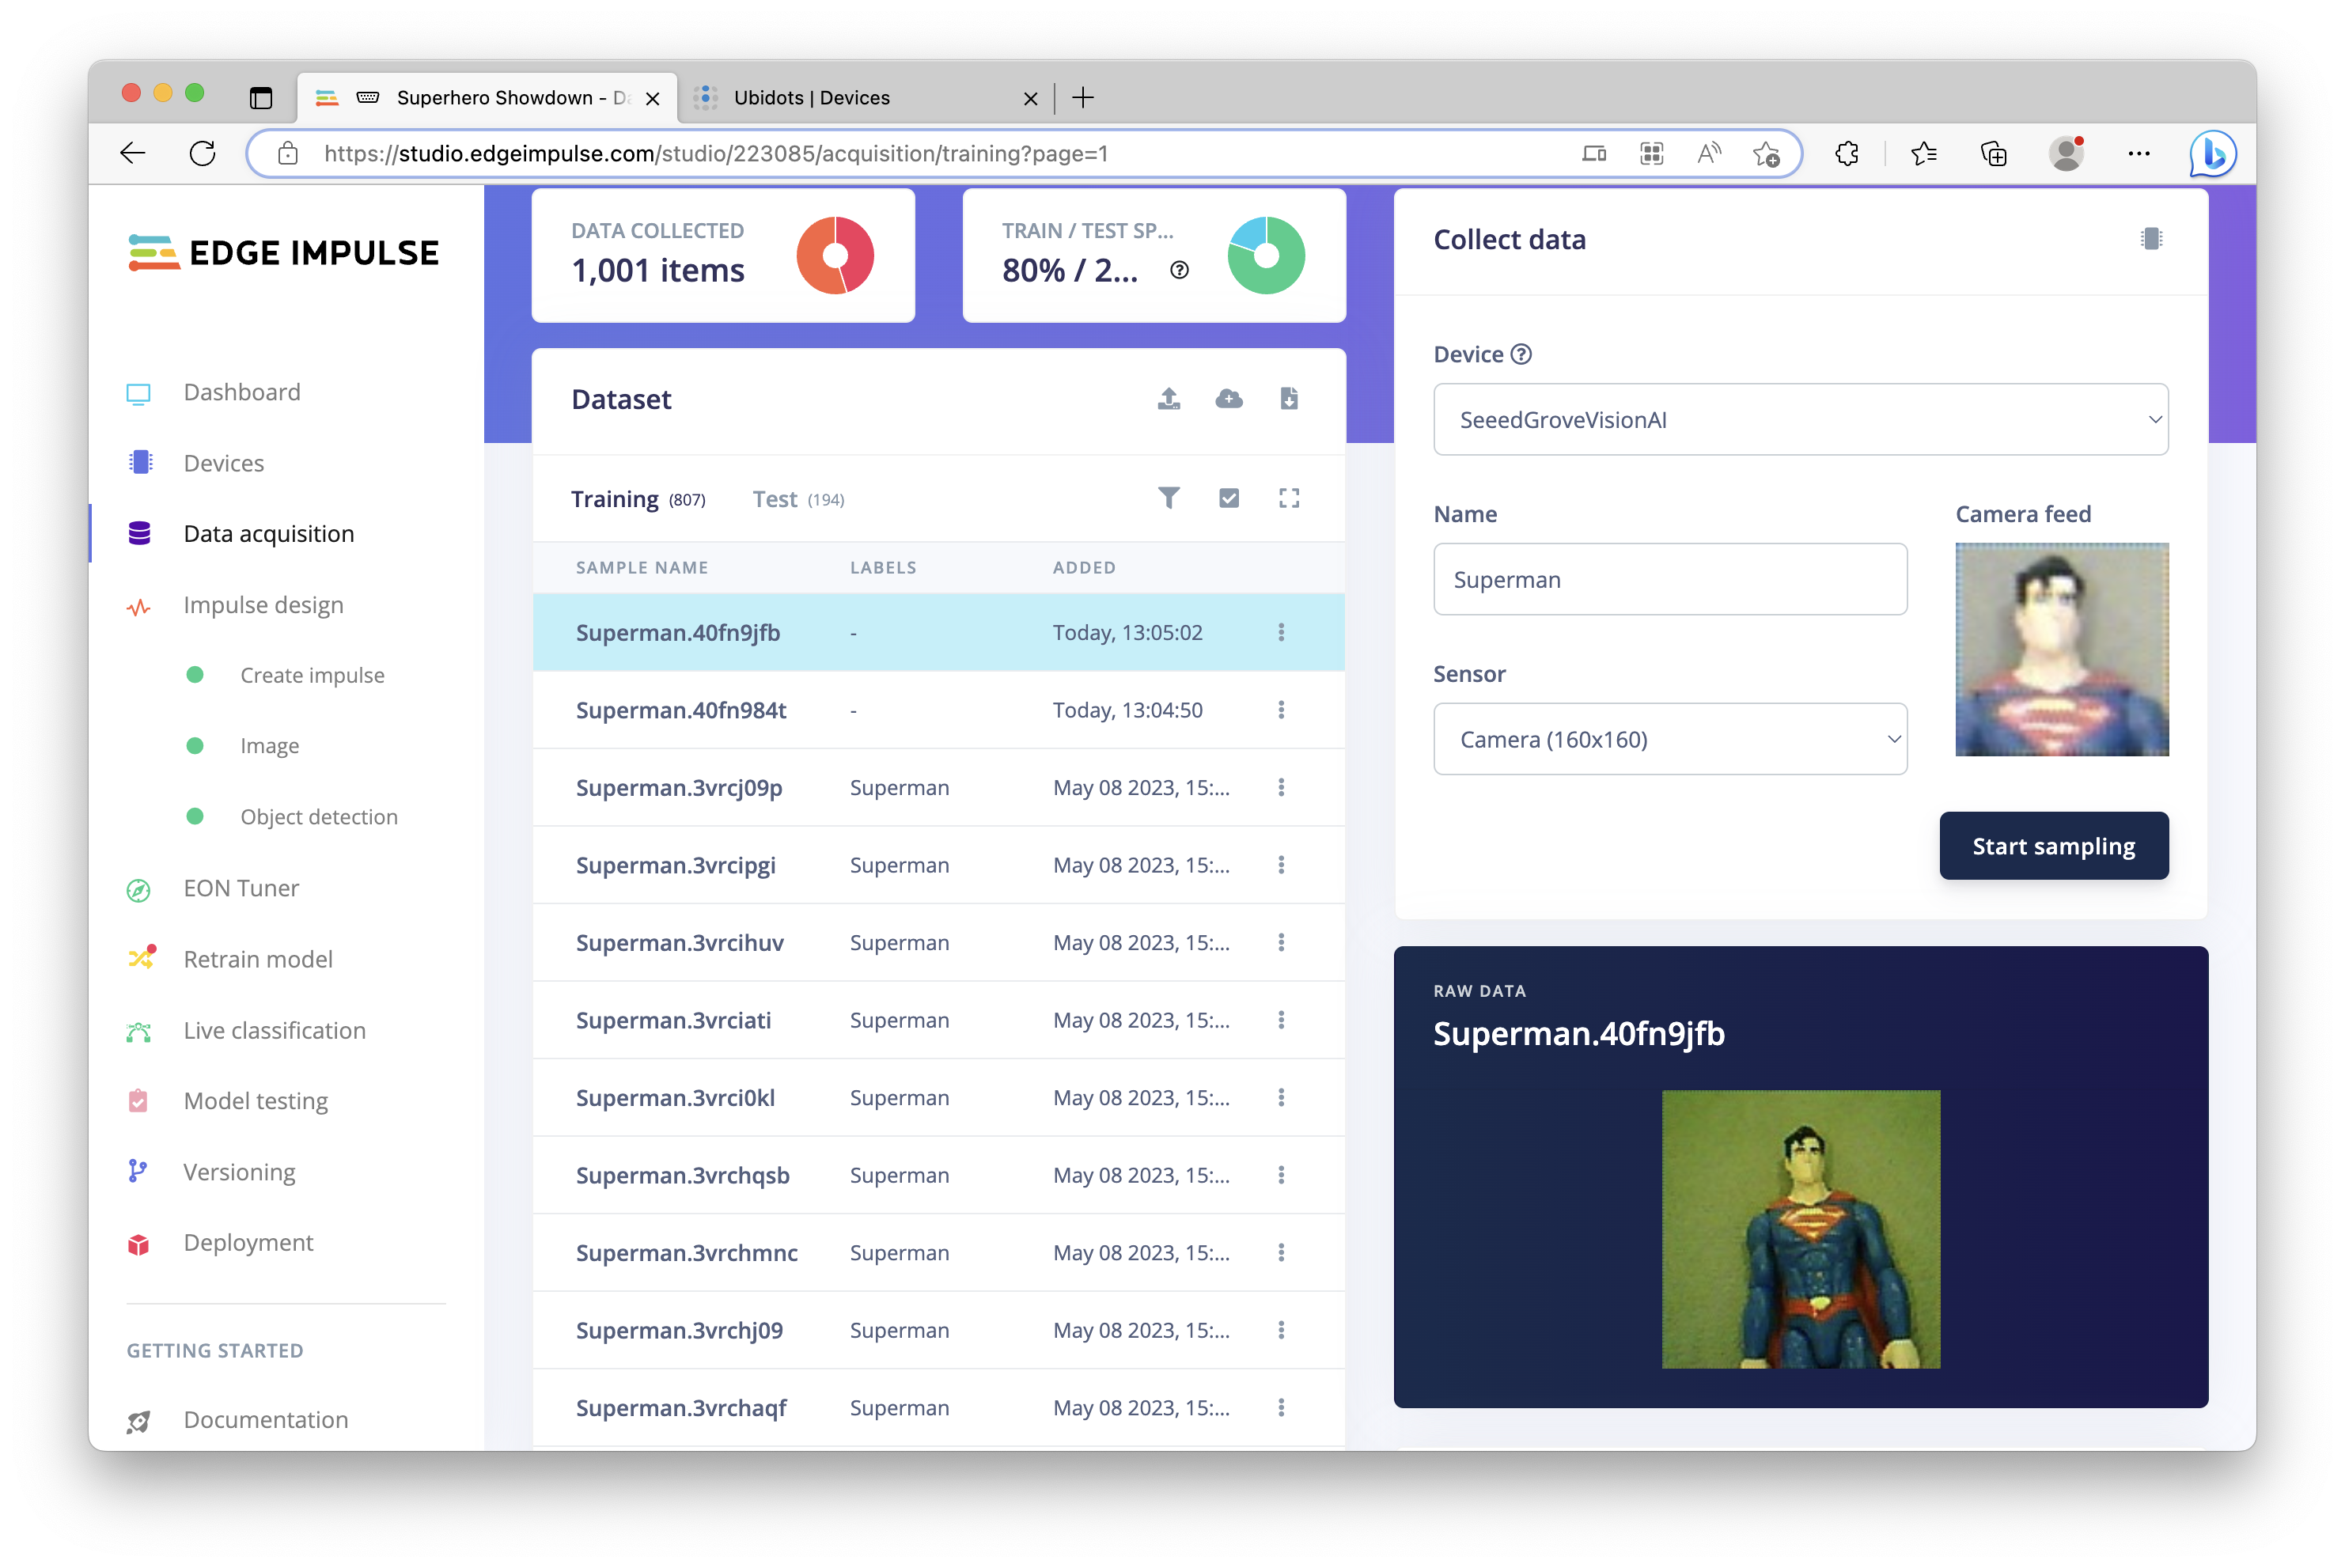 Superhero Showdown - Da
Ubidots | Devices
https://studio.edgeimpulse.com/studio/223085/acquisition/training?page=1
EDGE IMPULSE
Dashboard
Devices
Data acquisition
Impulse design
Create impulse
Image
Object detection
EON Tuner
Retrain model
Live classification
Model testing
Versioning
Deployment
GETTING STARTED
Documentation
DATA COLLECTED
1,001 items
TRAIN / TEST SP...
80% / 2...
Dataset
Training (807) Test (194)
SAMPLE NAME LABELS ADDED
Superman.40fn9jfb - Today, 13:05:02
Superman.40fn984t - Today, 13:04:50
Superman.3vrcj09p Superman May 08 2023, 15:...
Superman.3vrcipgi Superman May 08 2023, 15:...
Superman.3vrcihuv Superman May 08 2023, 15:...
Superman.3vrciati Superman May 08 2023, 15:...
Superman.3vrci0kl Superman May 08 2023, 15:...
Superman.3vrchqsb Superman May 08 2023, 15:...
Superman.3vrchmnc Superman May 08 2023, 15:...
Superman.3vrchj09 Superman May 08 2023, 15:...
Superman.3vrchaqf Superman May 08 2023, 15:...
Collect data
Device
SeeedGroveVisionAI
Name
Superman
Camera feed
Sensor
Camera (160x160)
Start sampling
RAW DATA
Superman.40fn9jfb